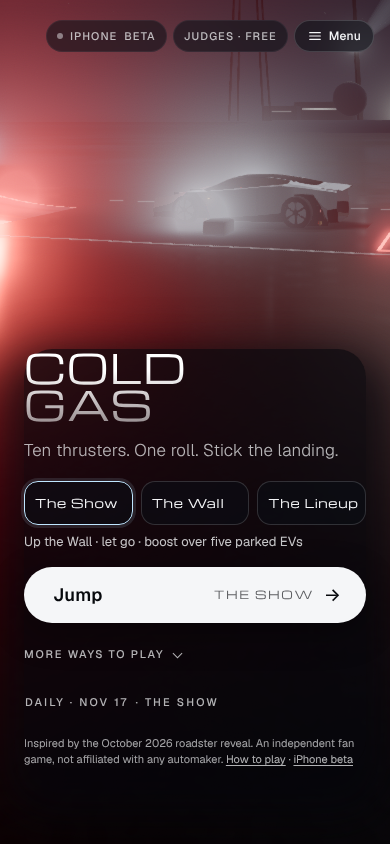 IPHONE BETA
JUDGES · FREE
Menu
COLD
GAS
Ten thrusters. One roll. Stick the landing.
The Show
The Wall
The Lineup
Up the Wall · let go · boost over five parked EVs
Jump
THE SHOW
MORE WAYS TO PLAY
DAILY · NOV 17 · THE SHOW
Inspired by the October 2026 roadster reveal. An independent fan
game, not affiliated with any automaker. How to play · iPhone beta